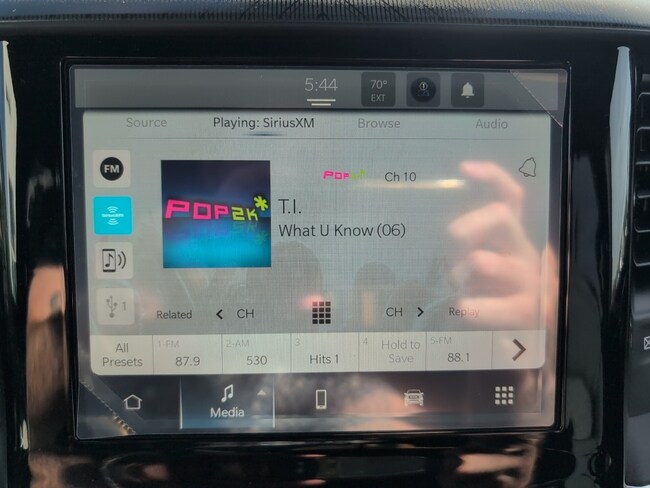 5:44
70°
EXT
Source Playing: SiriusXM Browse Audio
FM
POP2K Ch 10
POP2K*
T.I.
What U Know (06)
1
Related < CH CH > Replay
All Presets
1-FM
87.9
2-AM
530
3
Hits 1
4
Hold to
Save
5-FM
88.1
Media